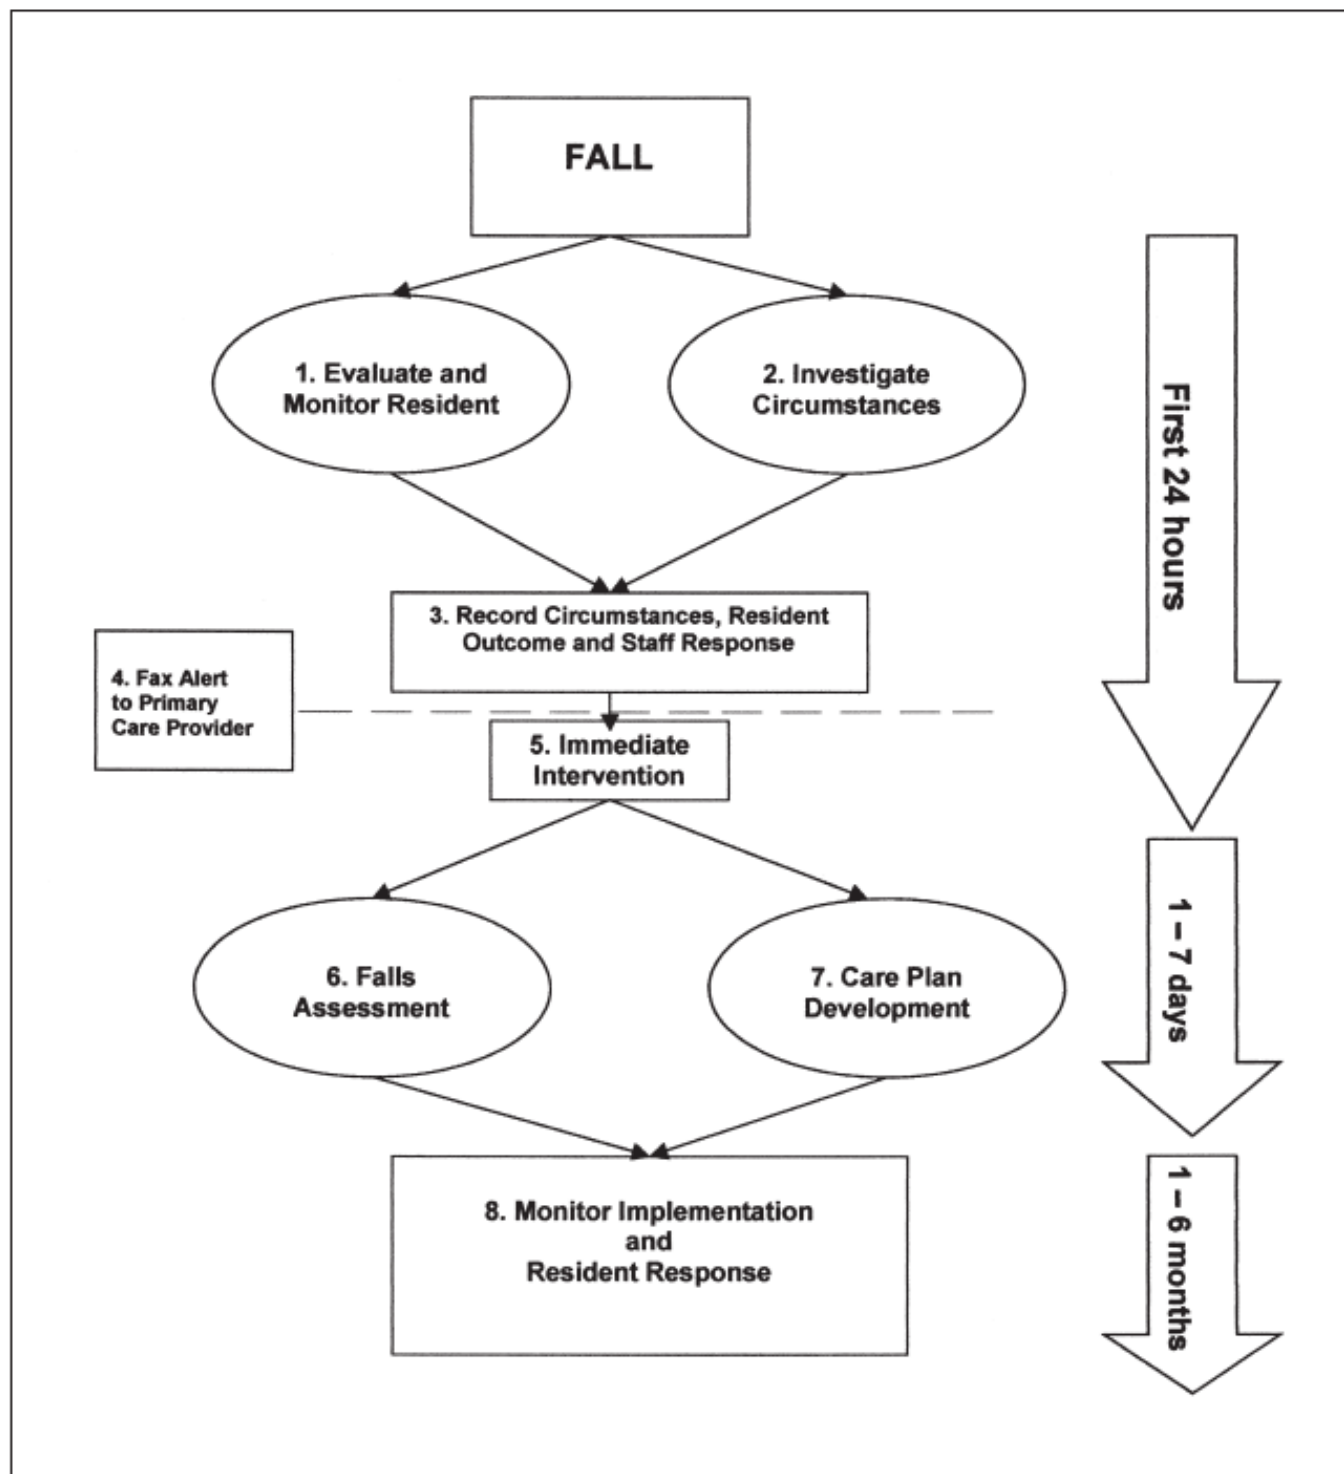 FALL
1. Evaluate and
Monitor Resident
2. Investigate
Circumstances
First 24 hours
3. Record Circumstances, Resident
Outcome and Staff Response
4. Fax Alert
to Primary
Care Provider
5. Immediate
Intervention
6. Falls
Assessment
7. Care Plan
Development
1 – 7 days
8. Monitor Implementation
and
Resident Response
1 – 6 months